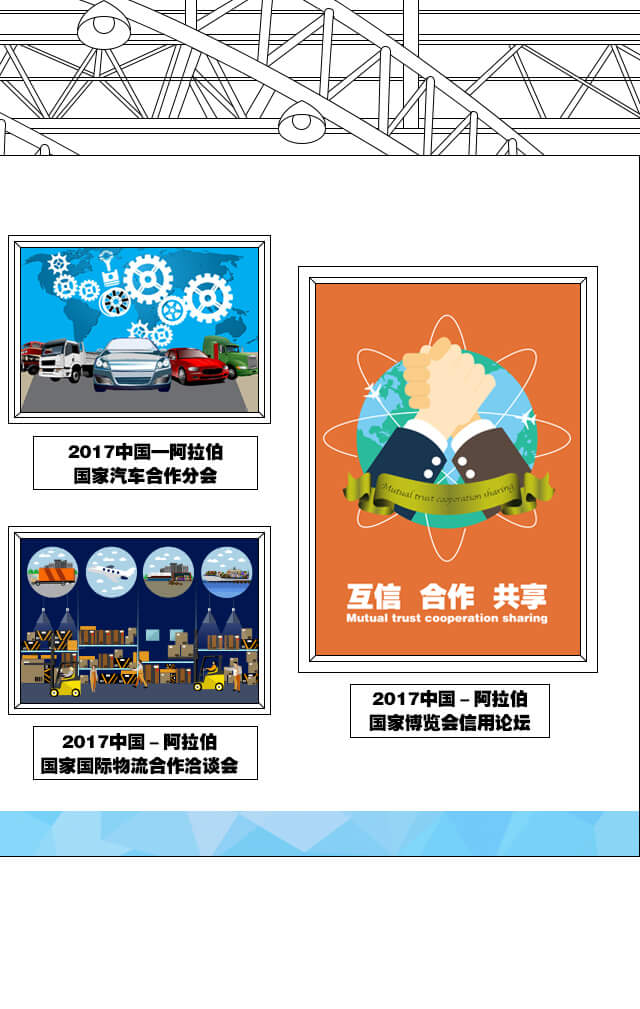 2017中国一阿拉伯
国家汽车合作分会
2017中国－阿拉伯
国家国际物流合作洽谈会
Mutual trust cooperation sharing
互信 合作 共享
Mutual trust cooperation sharing
2017中国－阿拉伯
国家博览会信用论坛